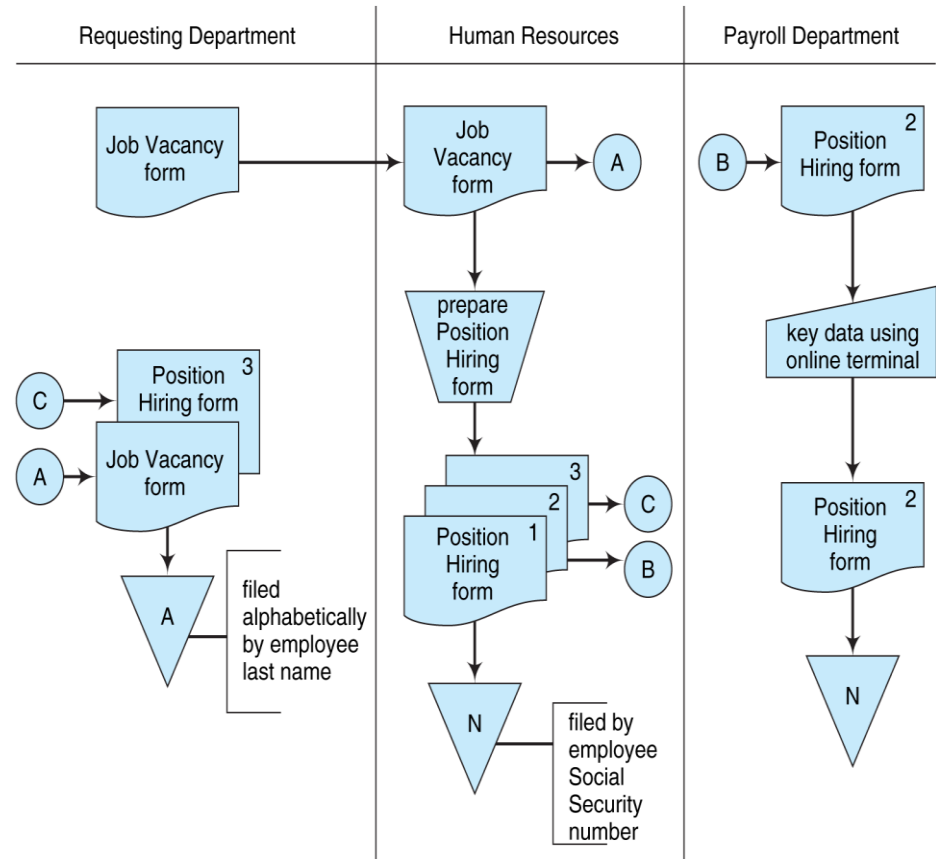 Requesting Department
Human Resources
Payroll Department
Job Vacancy
form
Job
Vacancy
form
A
B
2
Position
Hiring form
prepare
Position
Hiring
form
key data using
online terminal
C
Position 3
Hiring form
A
Job Vacancy
form
3
2
Position 1
Hiring
form
C
B
Position 2
Hiring
form
A
filed
alphabetically
by employee
last name
N
filed by
employee
Social
Security
number
N